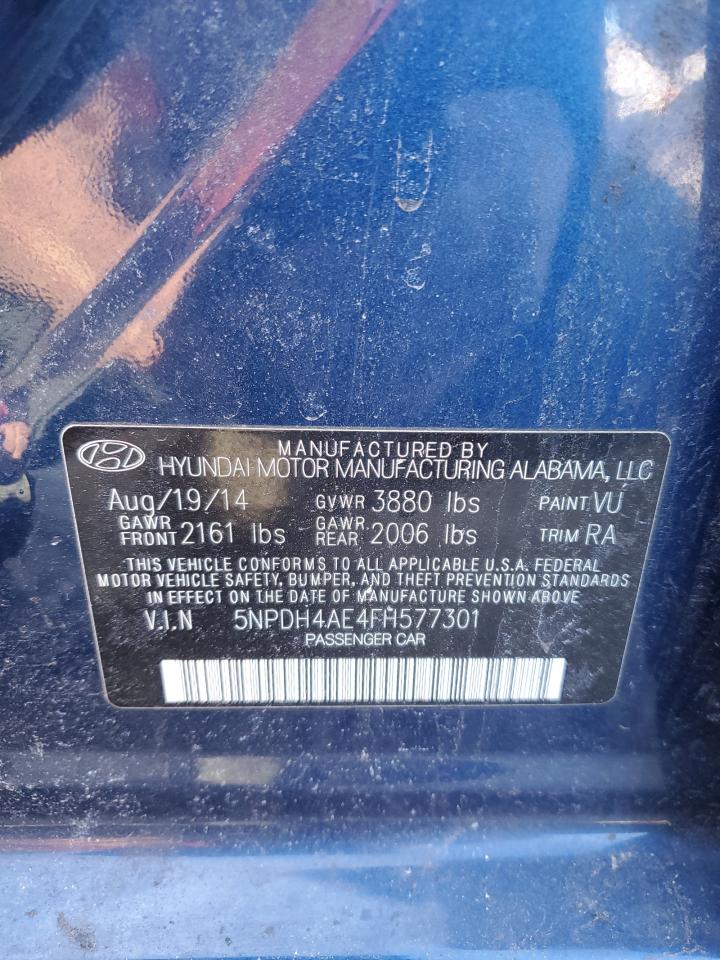 MANUFACTURED BY
HYUNDAI MOTOR MANUFACTURING ALABAMA, LLC
Aug/19/14 GVWR 3880 lbs PAINT VU
GAWR FRONT 2161 lbs GAWR REAR 2006 lbs TRIM RA
THIS VEHICLE CONFORMS TO ALL APPLICABLE U.S.A. FEDERAL
MOTOR VEHICLE SAFETY, BUMPER, AND THEFT PREVENTION STANDARDS
IN EFFECT ON THE DATE OF MANUFACTURE SHOWN ABOVE
V.I.N 5NPDH4AE4FH577301
PASSENGER CAR